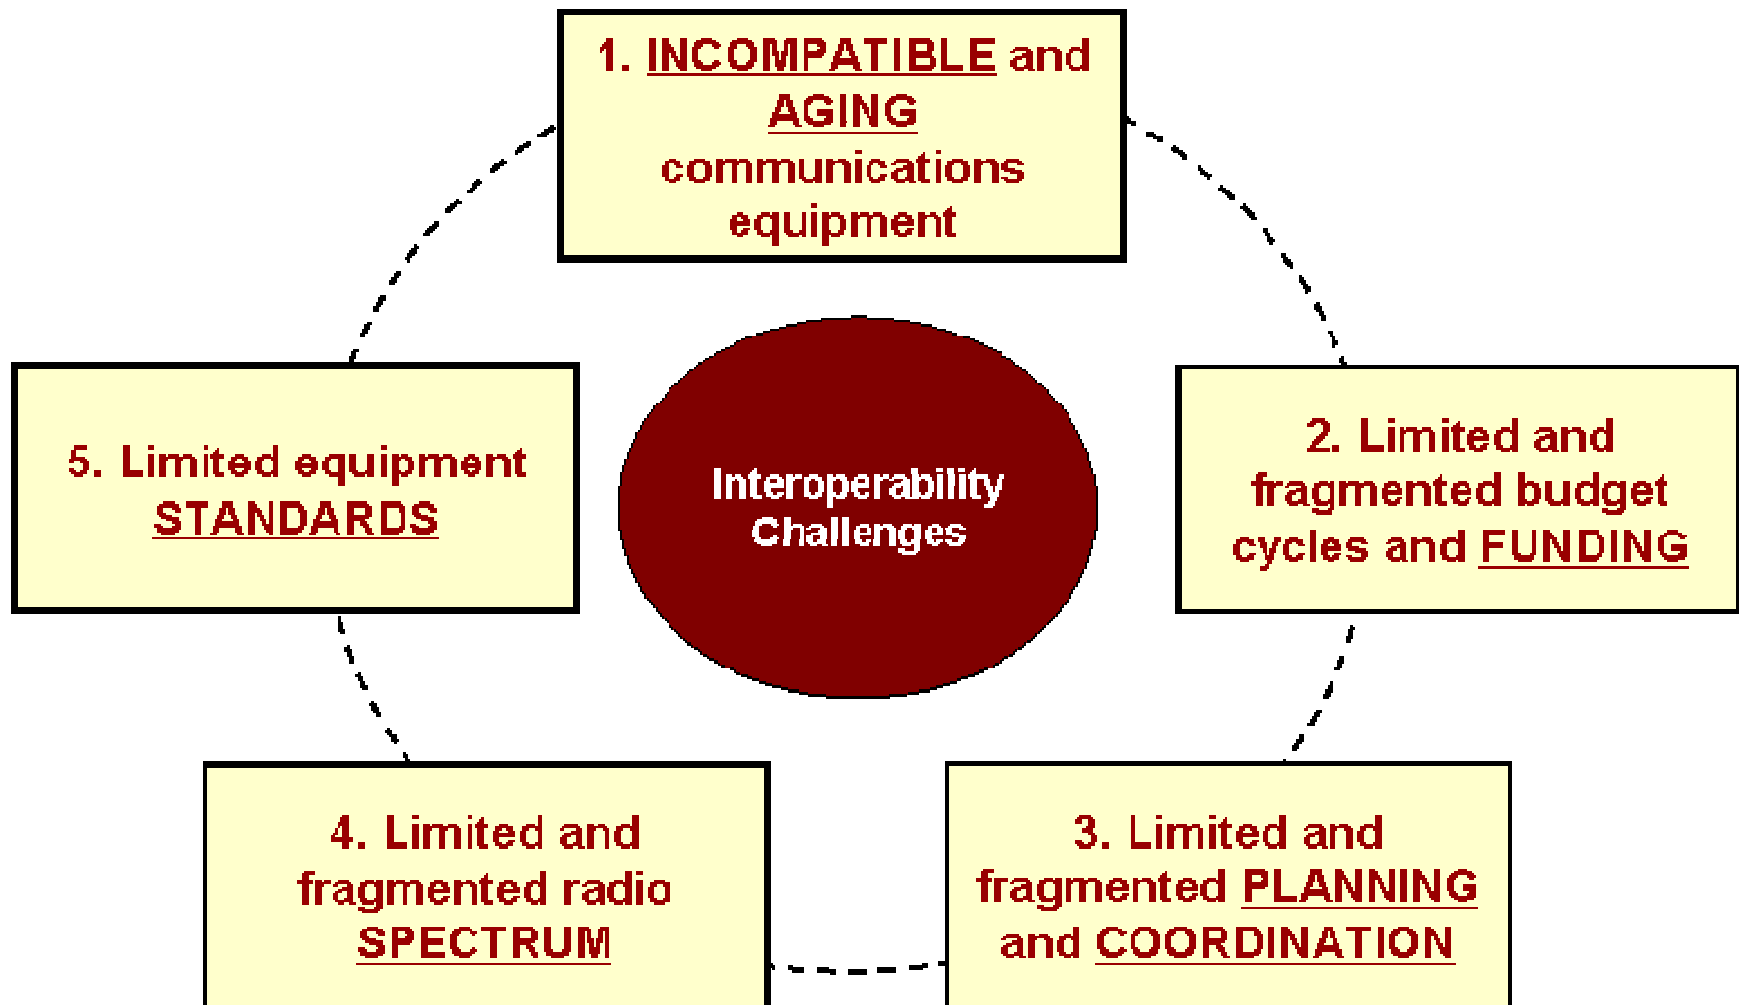 1. INCOMPATIBLE and
AGING
communications
equipment
2. Limited and
fragmented budget
cycles and FUNDING
3. Limited and
fragmented PLANNING
and COORDINATION
4. Limited and
fragmented radio
SPECTRUM
5. Limited equipment
STANDARDS
Interoperability
Challenges